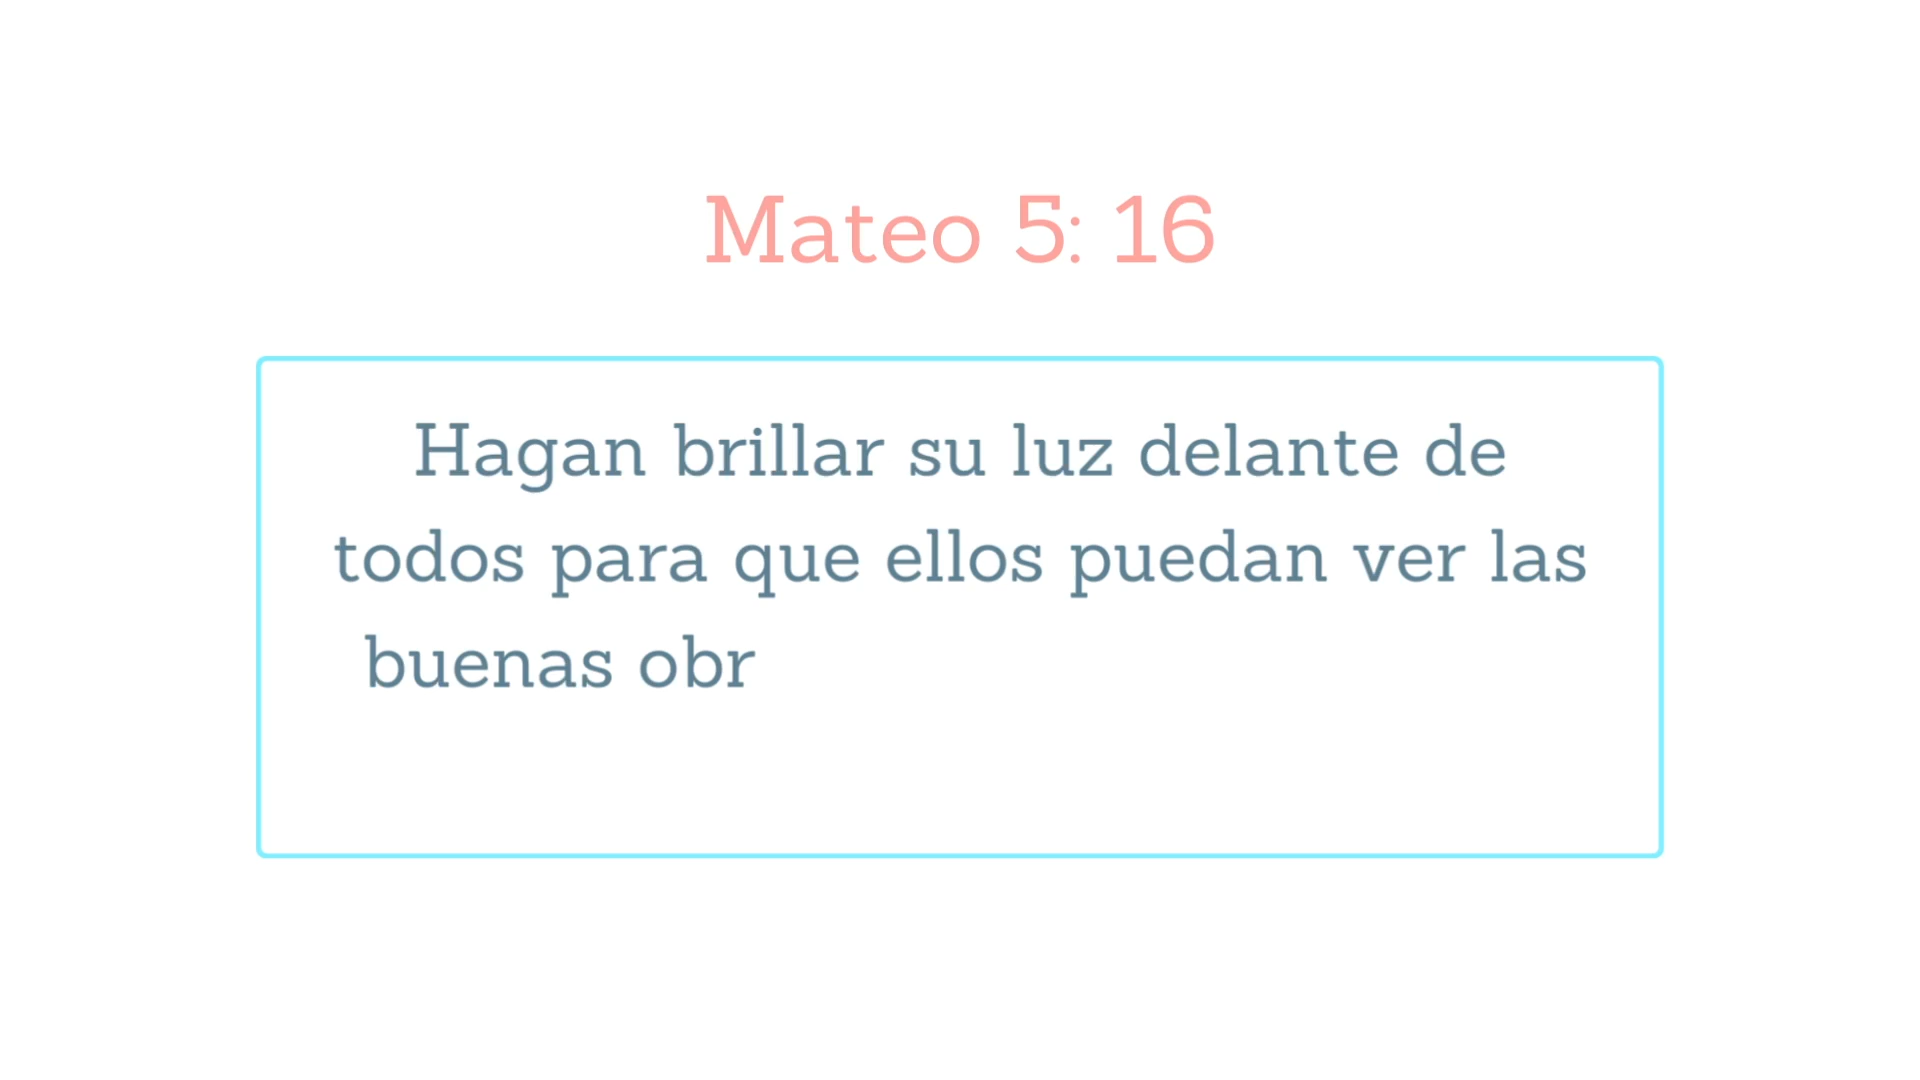 Mateo 5: 16
Hagan brillar su luz delante de
todos para que ellos puedan ver las
buenas obr